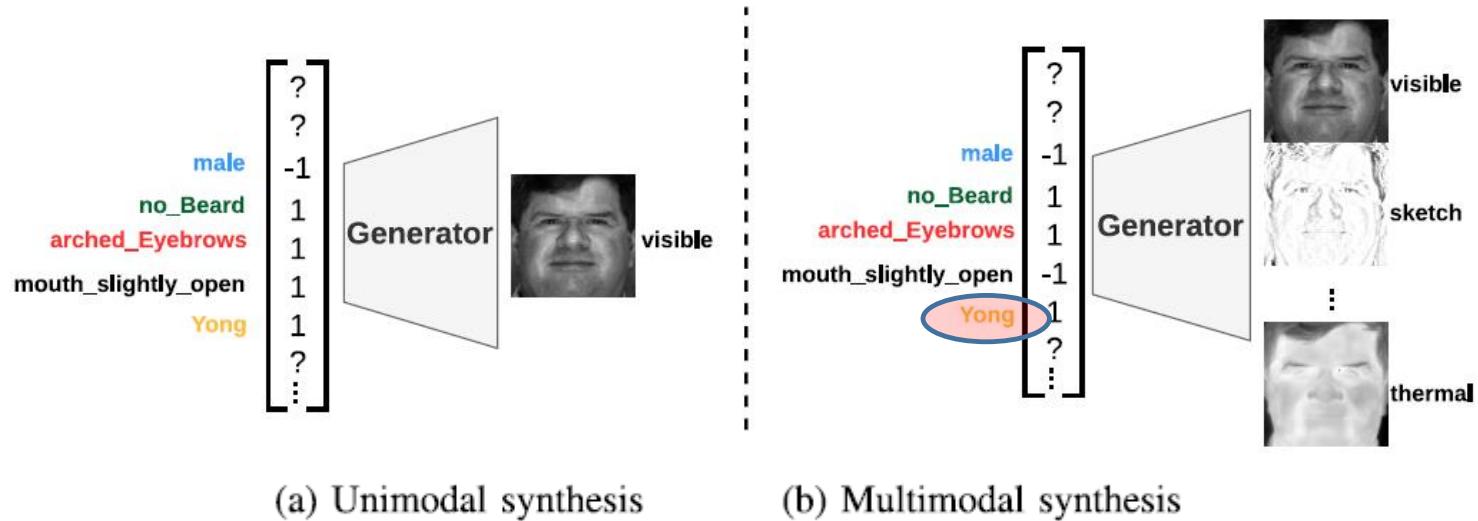 ?
?
male -1
no_Beard 1
arched_Eyebrows 1
mouth_slightly_open 1
Yong 1
?
⋮
Generator
visible
(a) Unimodal synthesis
?
?
male -1
no_Beard 1
arched_Eyebrows 1
mouth_slightly_open -1
Yong 1
?
⋮
Generator
visible
sketch
⋮
thermal
(b) Multimodal synthesis